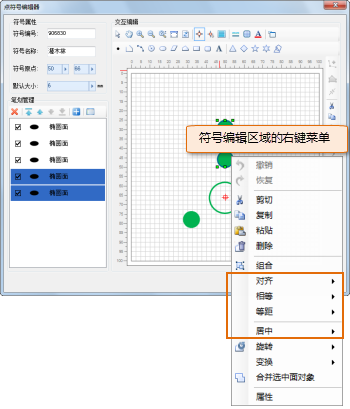 点符号编辑器
符号属性
符号编号: 908830
符号名称: 灌木林
符号原点: 50 86
默认大小: 6
笔划管理
椭圆面
椭圆面
椭圆面
椭圆面
椭圆面
交互编辑
符号编辑区域的右键菜单
撤销
恢复
剪切
复制
粘贴
删除
组合
对齐
相等
等距
居中
旋转
变换
合并选中面对象
属性